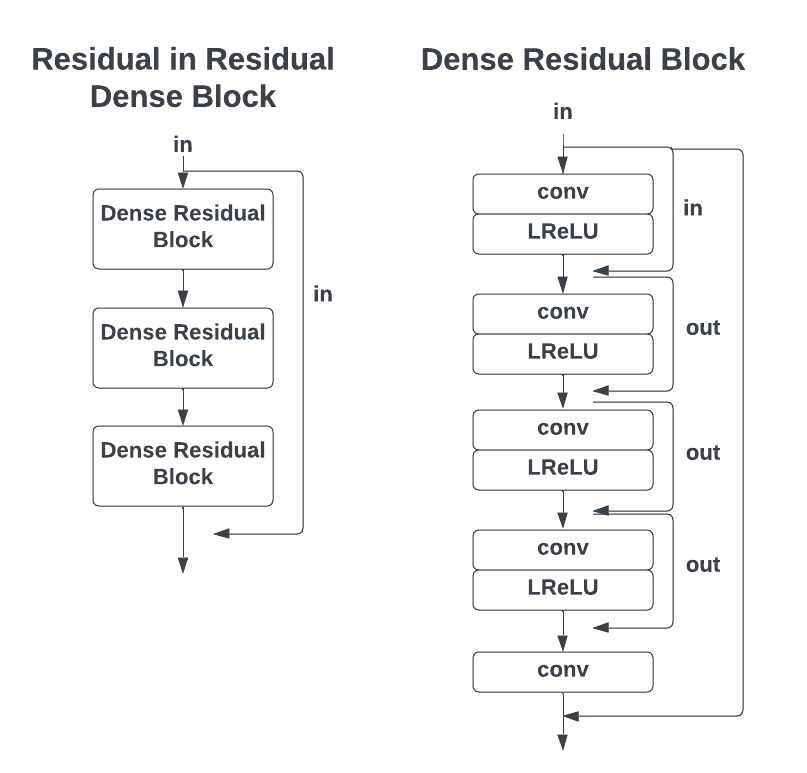 Residual in Residual
Dense Block
in
Dense Residual
Block
in
Dense Residual
Block
Dense Residual
Block
Dense Residual Block
in
conv
in
LReLU
conv
out
LReLU
conv
out
LReLU
conv
out
LReLU
conv